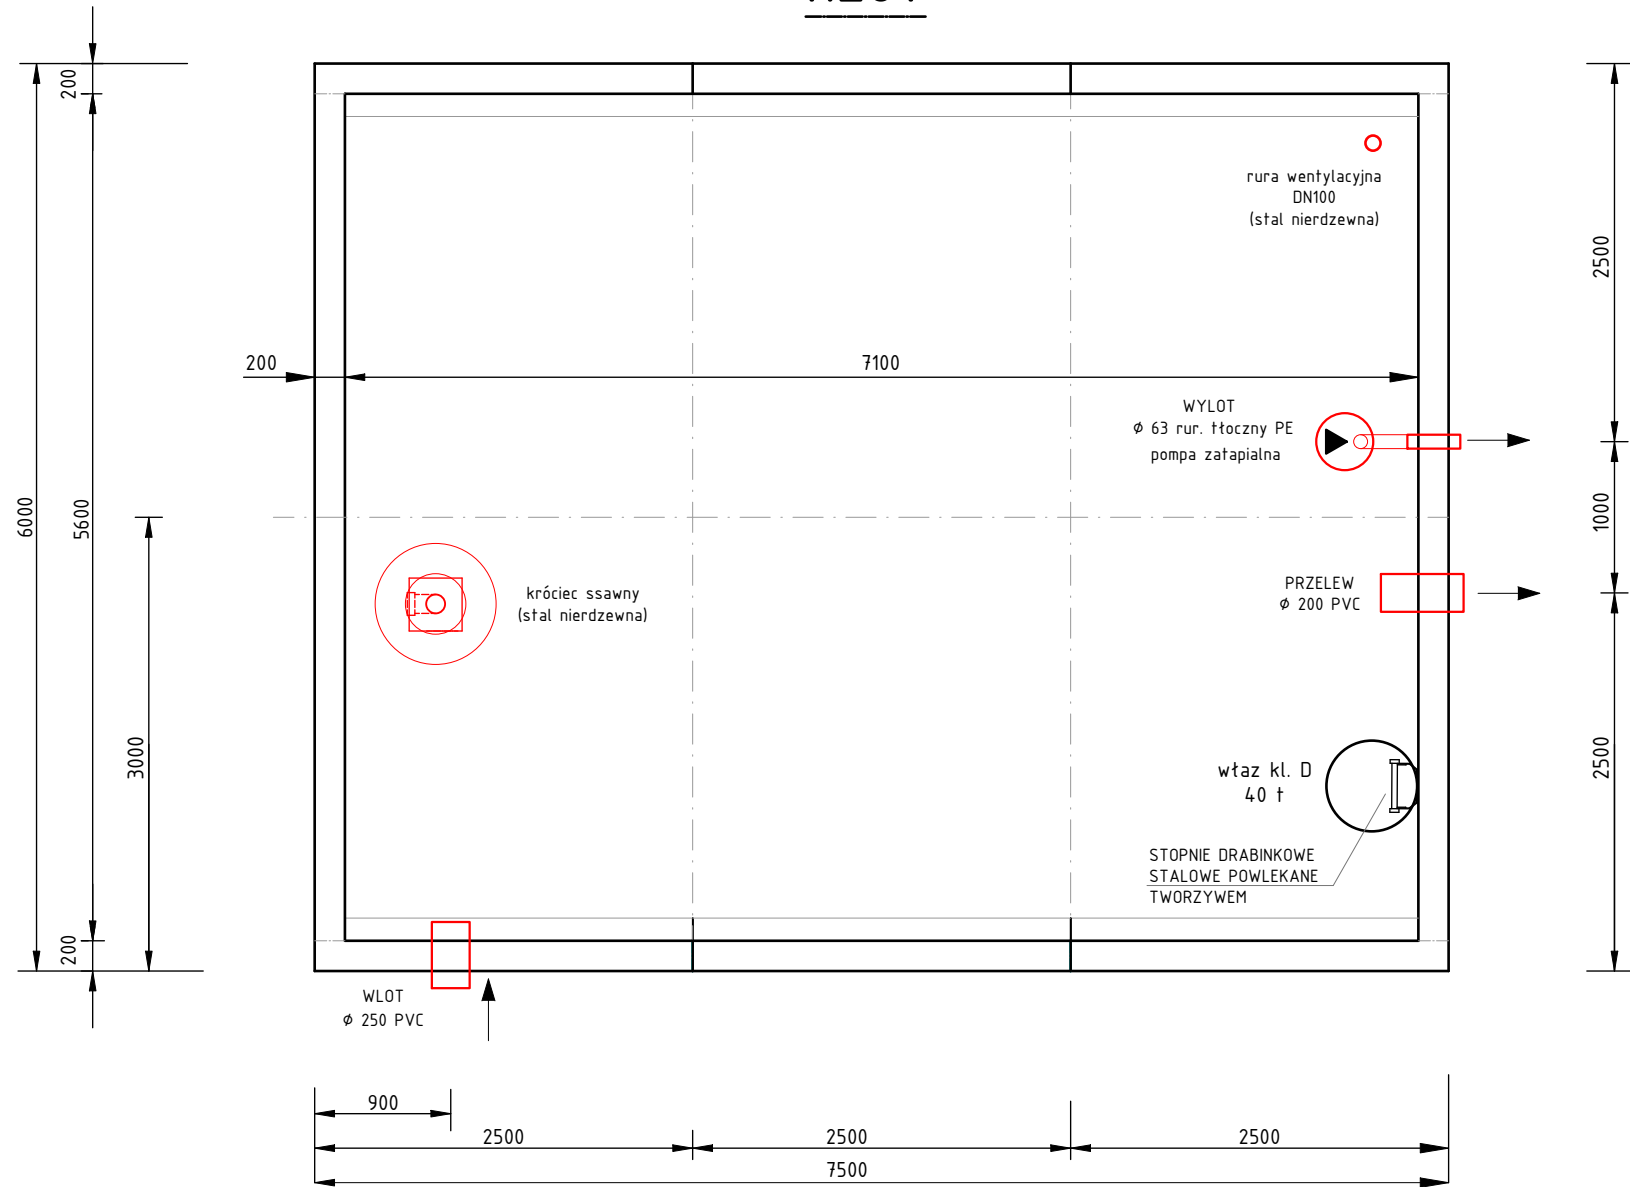 200
2500
rura wentylacyjna
DN100
(stal nierdzewna)
200
7100
WYLOT
ϕ 63 rur. tłoczny PE
pompa zatapialna
6000
5600
1000
króciec ssawny
(stal nierdzewna)
PRZELEW
ϕ 200 PVC
3000
2500
właz kl. D
40 t
STOPNIE DRABINKOWE
STALOWE POWLEKANE
TWORZYWEM
200
WLOT
ϕ 250 PVC
900
2500
2500
2500
7500